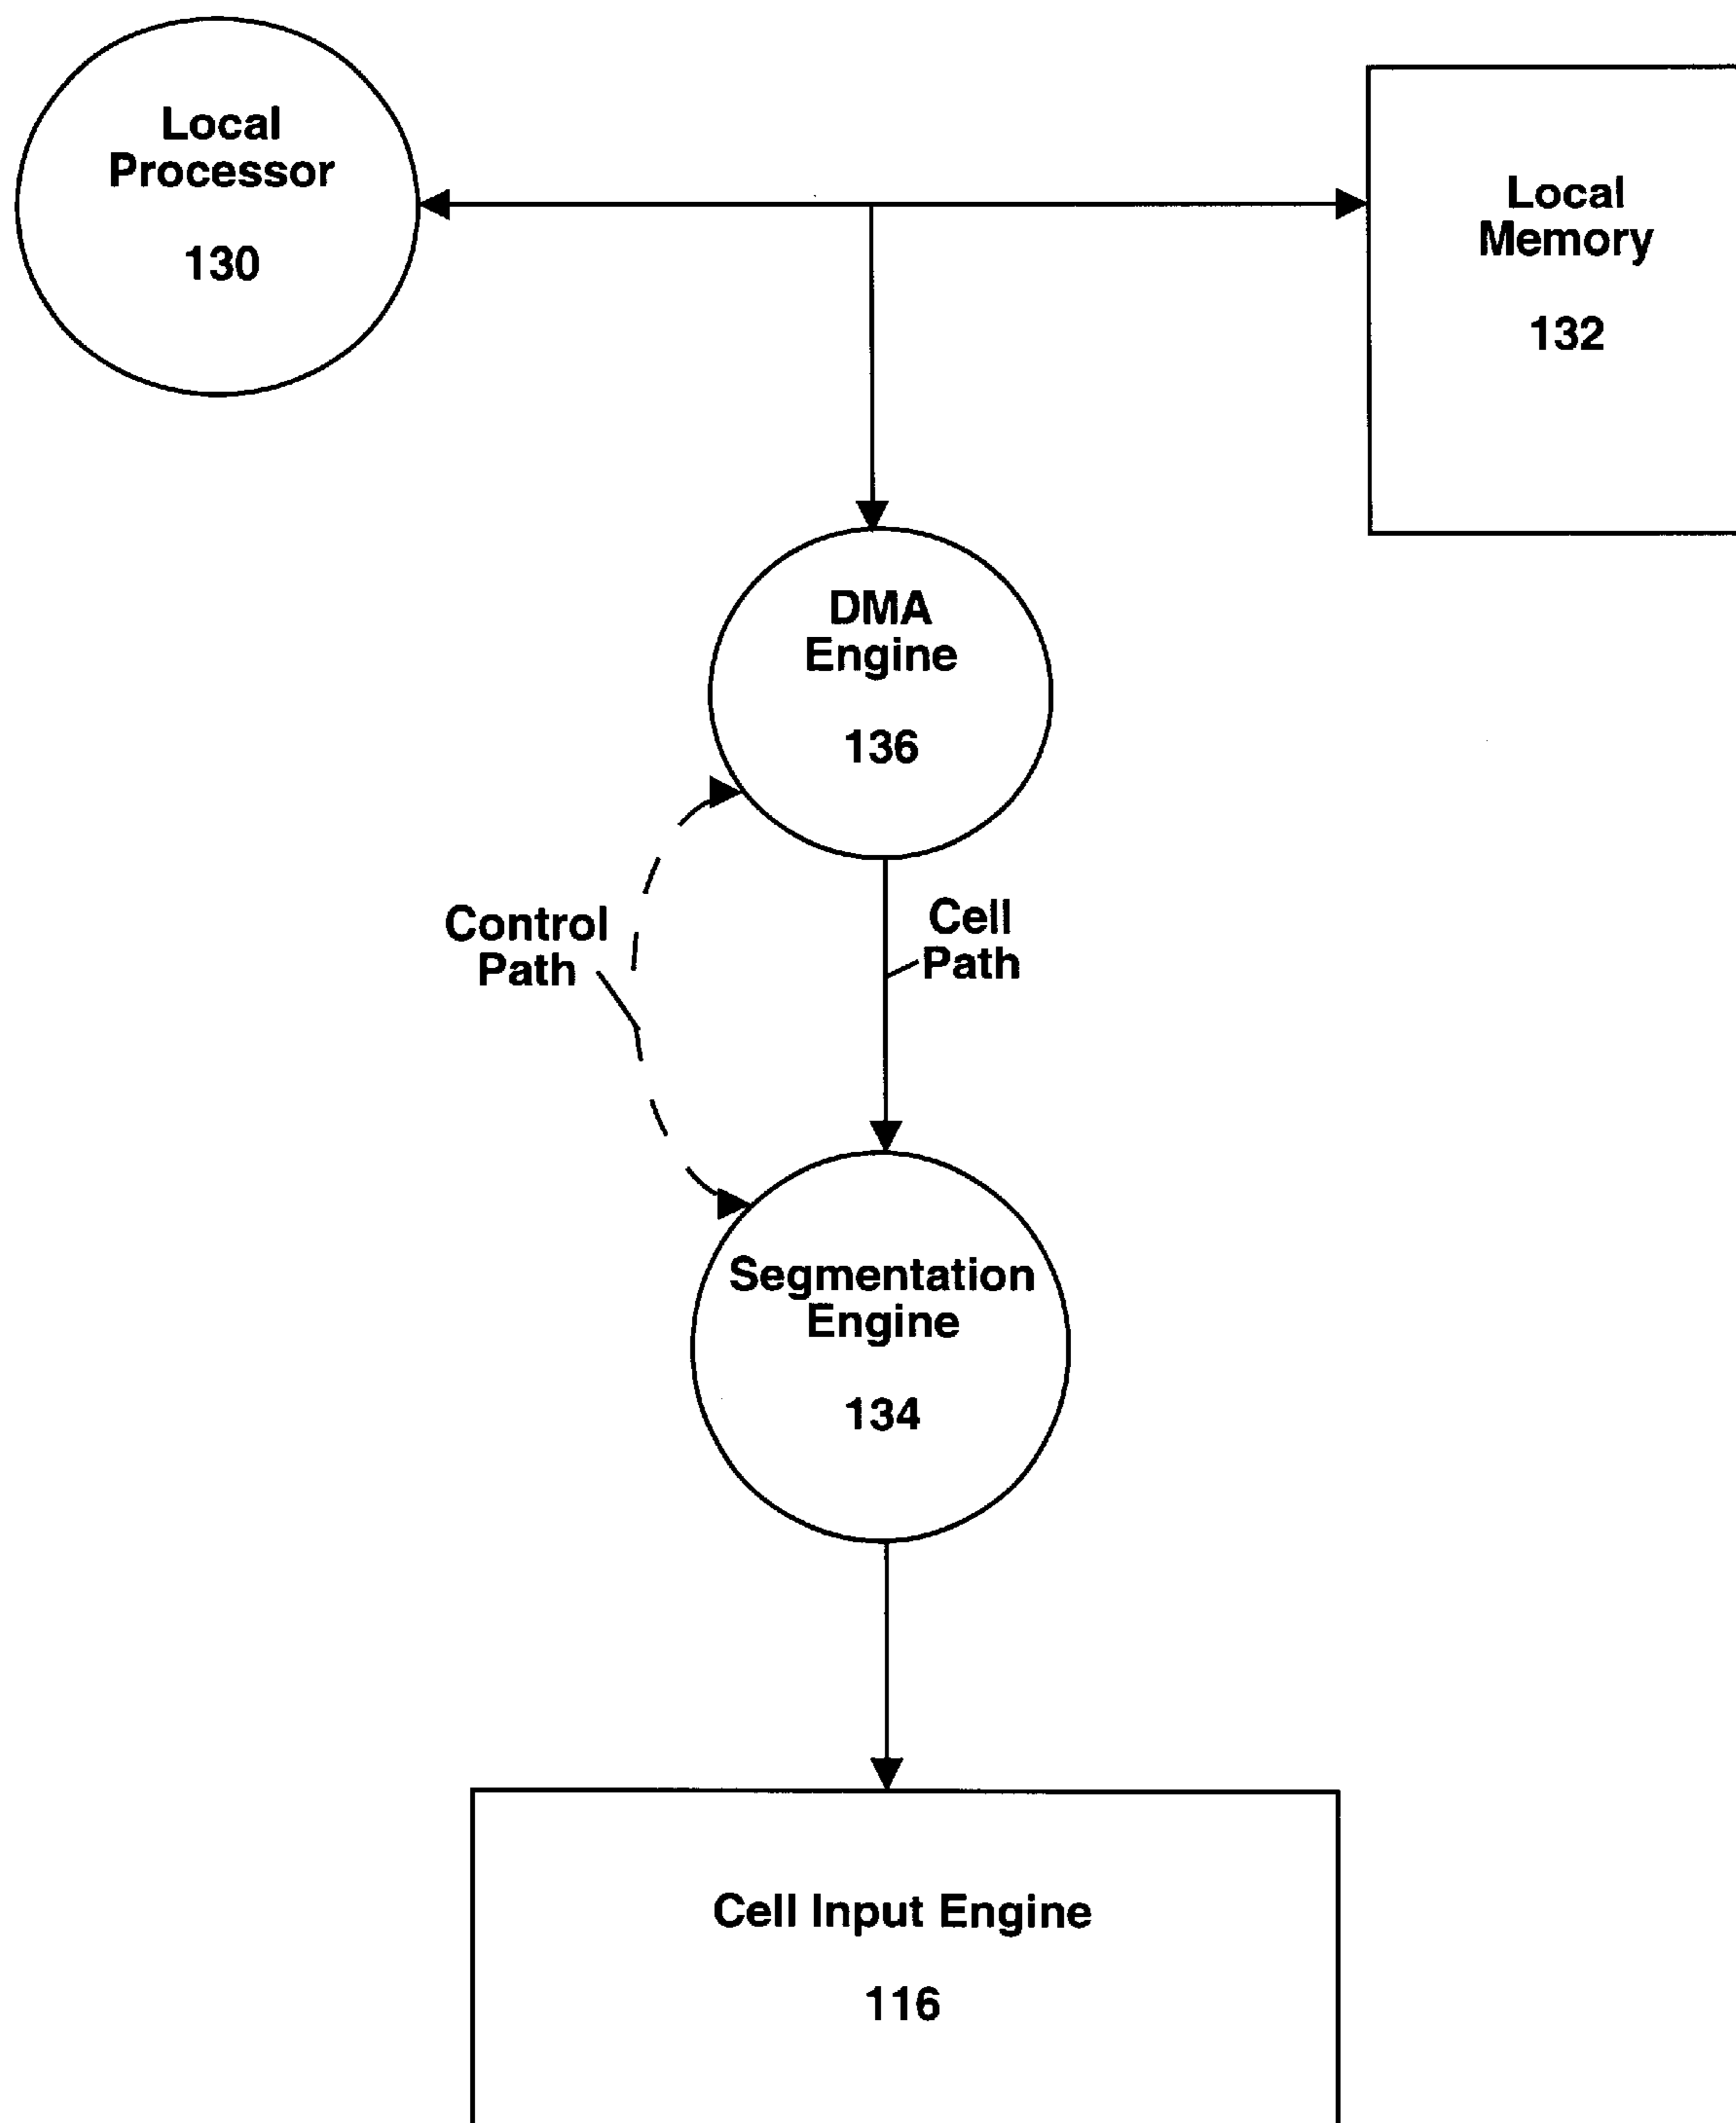 Local
Processor
130
Local
Memory
132
DMA
Engine
136
Control
Path
Cell
Path
Segmentation
Engine
134
Cell Input Engine
116